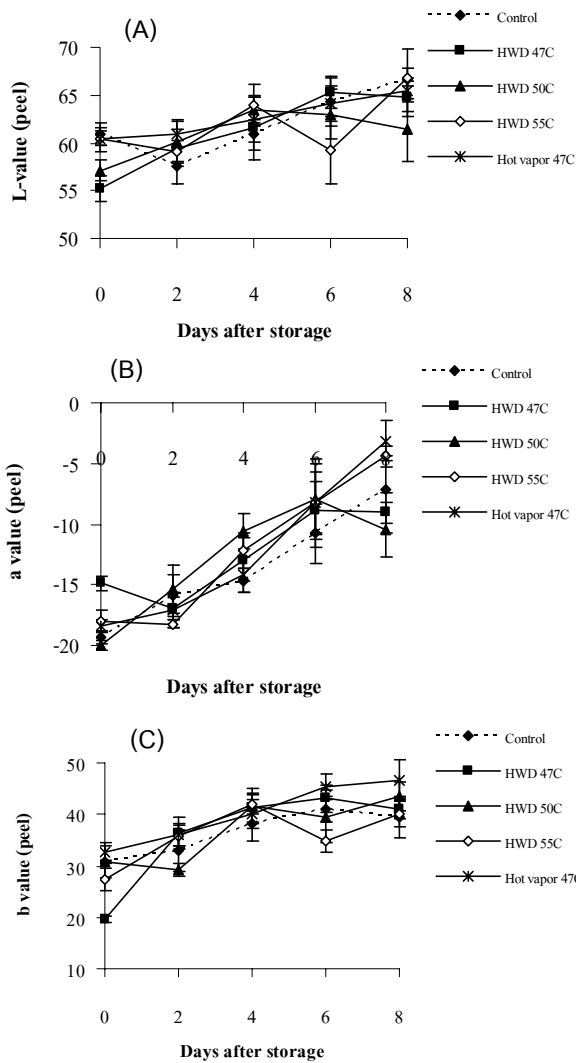 (A)
L-value (peel)
70
65
60
55
50
0 2 4 6 8
Days after storage
Control
HWD 47C
HWD 50C
HWD 55C
Hot vapor 47C
(B)
a value (peel)
0
-5
-10
-15
-20
0 2 4 6 8
Days after storage
Control
HWD 47C
HWD 50C
HWD 55C
Hot vapor 47C
(C)
b value (peel)
50
40
30
20
10
0 2 4 6 8
Days after storage
Control
HWD 47C
HWD 50C
HWD 55C
Hot vapor 47C